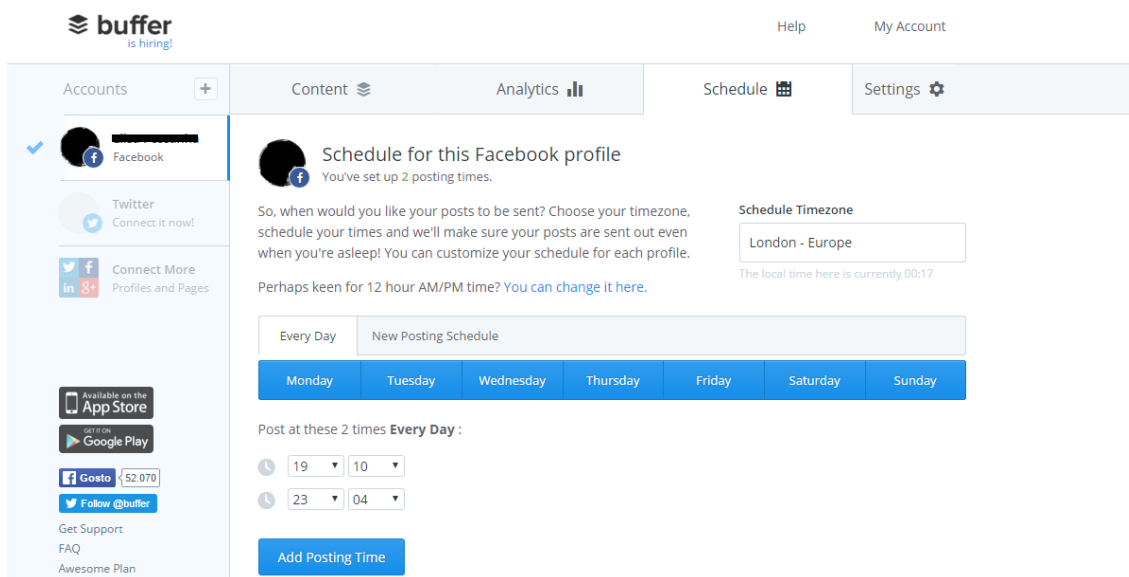 buffer
is hiring!
Help
My Account
Accounts +
Content
Analytics
Schedule
Settings
Facebook
Twitter
Connect it now!
Connect More
Profiles and Pages
Schedule for this Facebook profile
You've set up 2 posting times.
So, when would you like your posts to be sent? Choose your timezone,
schedule your times and we'll make sure your posts are sent out even
when you're asleep! You can customize your schedule for each profile.
Perhaps keen for 12 hour AM/PM time? You can change it here.
Schedule Timezone
London - Europe
The local time here is currently 00:17
Every Day
New Posting Schedule
Monday Tuesday Wednesday Thursday Friday Saturday Sunday
Post at these 2 times Every Day :
19 10
23 04
Add Posting Time
Available on the
App Store
GET IT ON
Google Play
Gosto 52.070
Follow @buffer
Get Support
FAQ
Awesome Plan